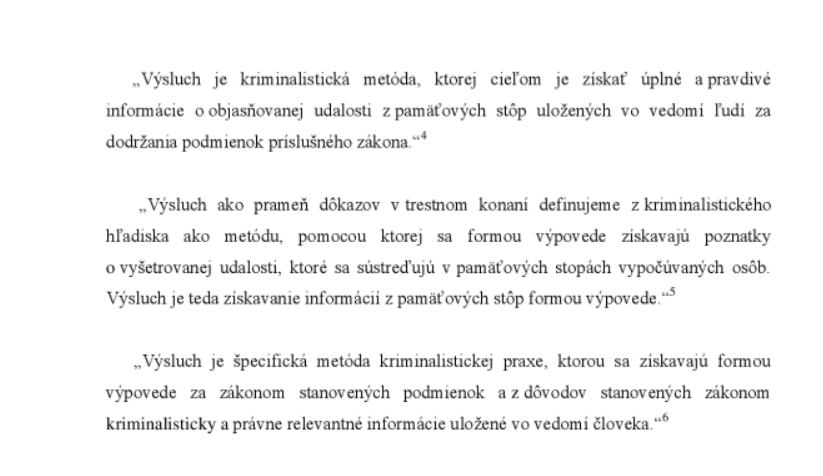 „Výsluch je kriminalistická metóda, ktorej cieľom je získať úplné a pravdivé
informácie o objasňovanej udalosti z pamäťových stôp uložených vo vedomí ľudí za
dodržania podmienok príslušného zákona.“⁴
„Výsluch ako prameň dôkazov v trestnom konaní definujeme z kriminalistického
hľadiska ako metódu, pomocou ktorej sa formou výpovede získavajú poznatky
o vyšetrovanej udalosti, ktoré sa sústreďujú v pamäťových stopách vypočúvaných osôb.
Výsluch je teda získavanie informácií z pamäťových stôp formou výpovede.“⁵
„Výsluch je špecifická metóda kriminalistickej praxe, ktorou sa získavajú formou
výpovede za zákonom stanovených podmienok a z dôvodov stanovených zákonom
kriminalisticky a právne relevantné informácie uložené vo vedomí človeka.“⁶